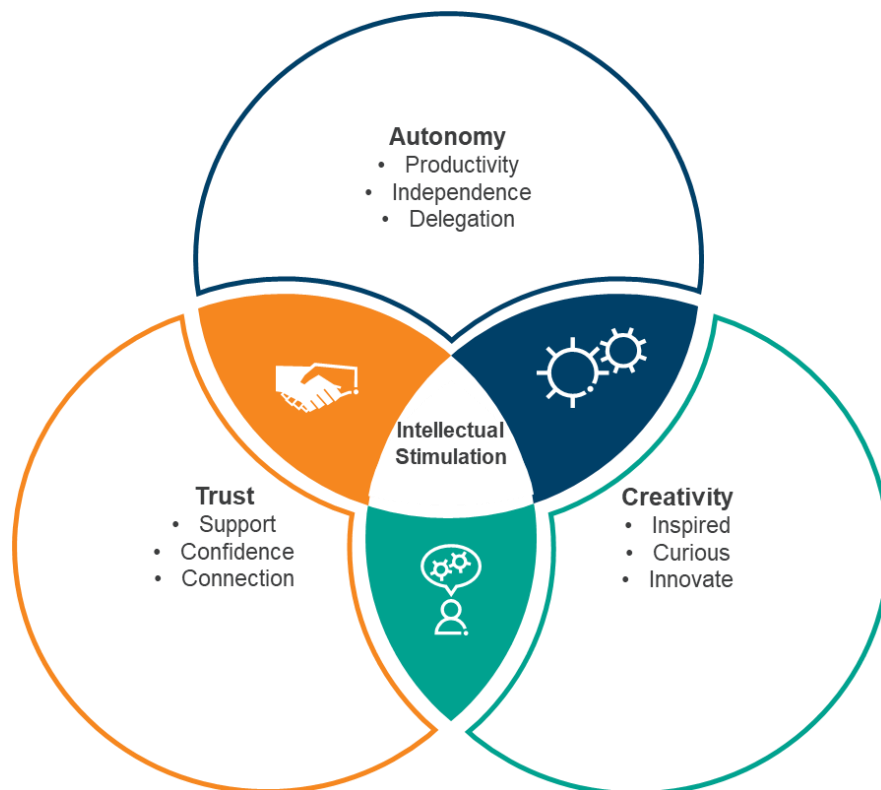 Autonomy
• Productivity
• Independence
• Delegation
Intellectual
Stimulation
Trust
• Support
• Confidence
• Connection
Creativity
• Inspired
• Curious
• Innovate